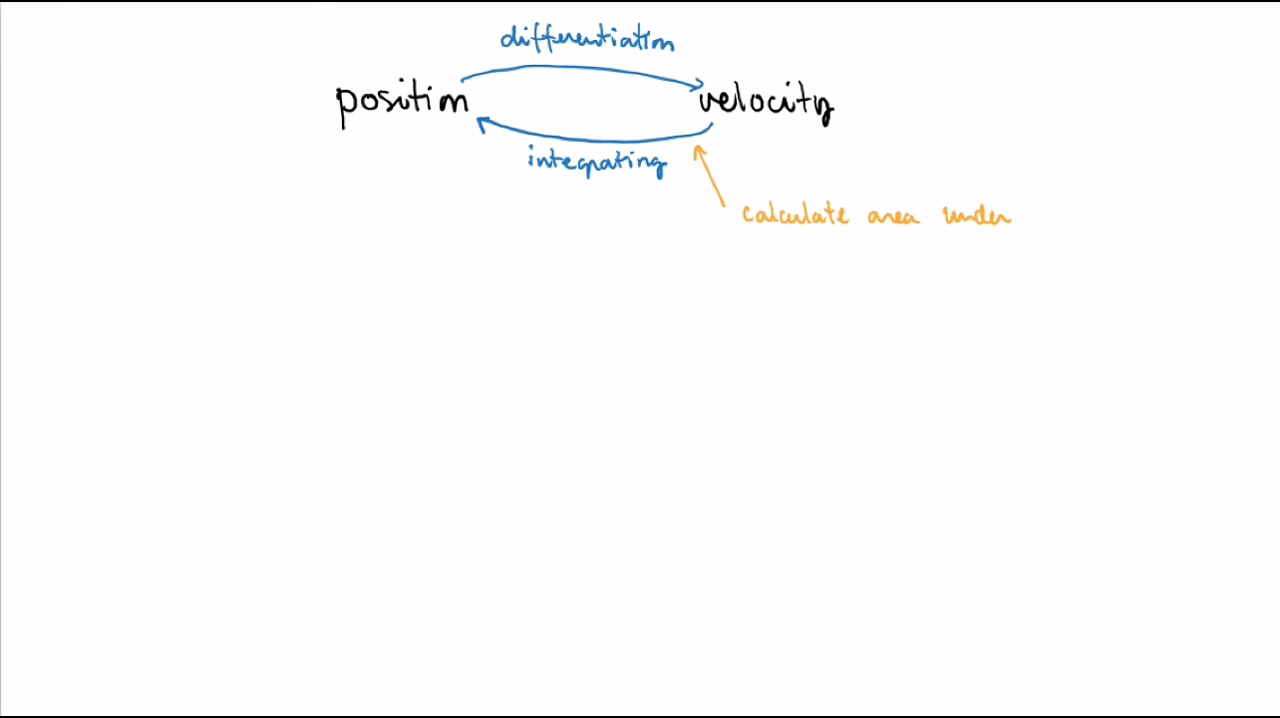 differentiation
position velocity
integrating
calculate area under